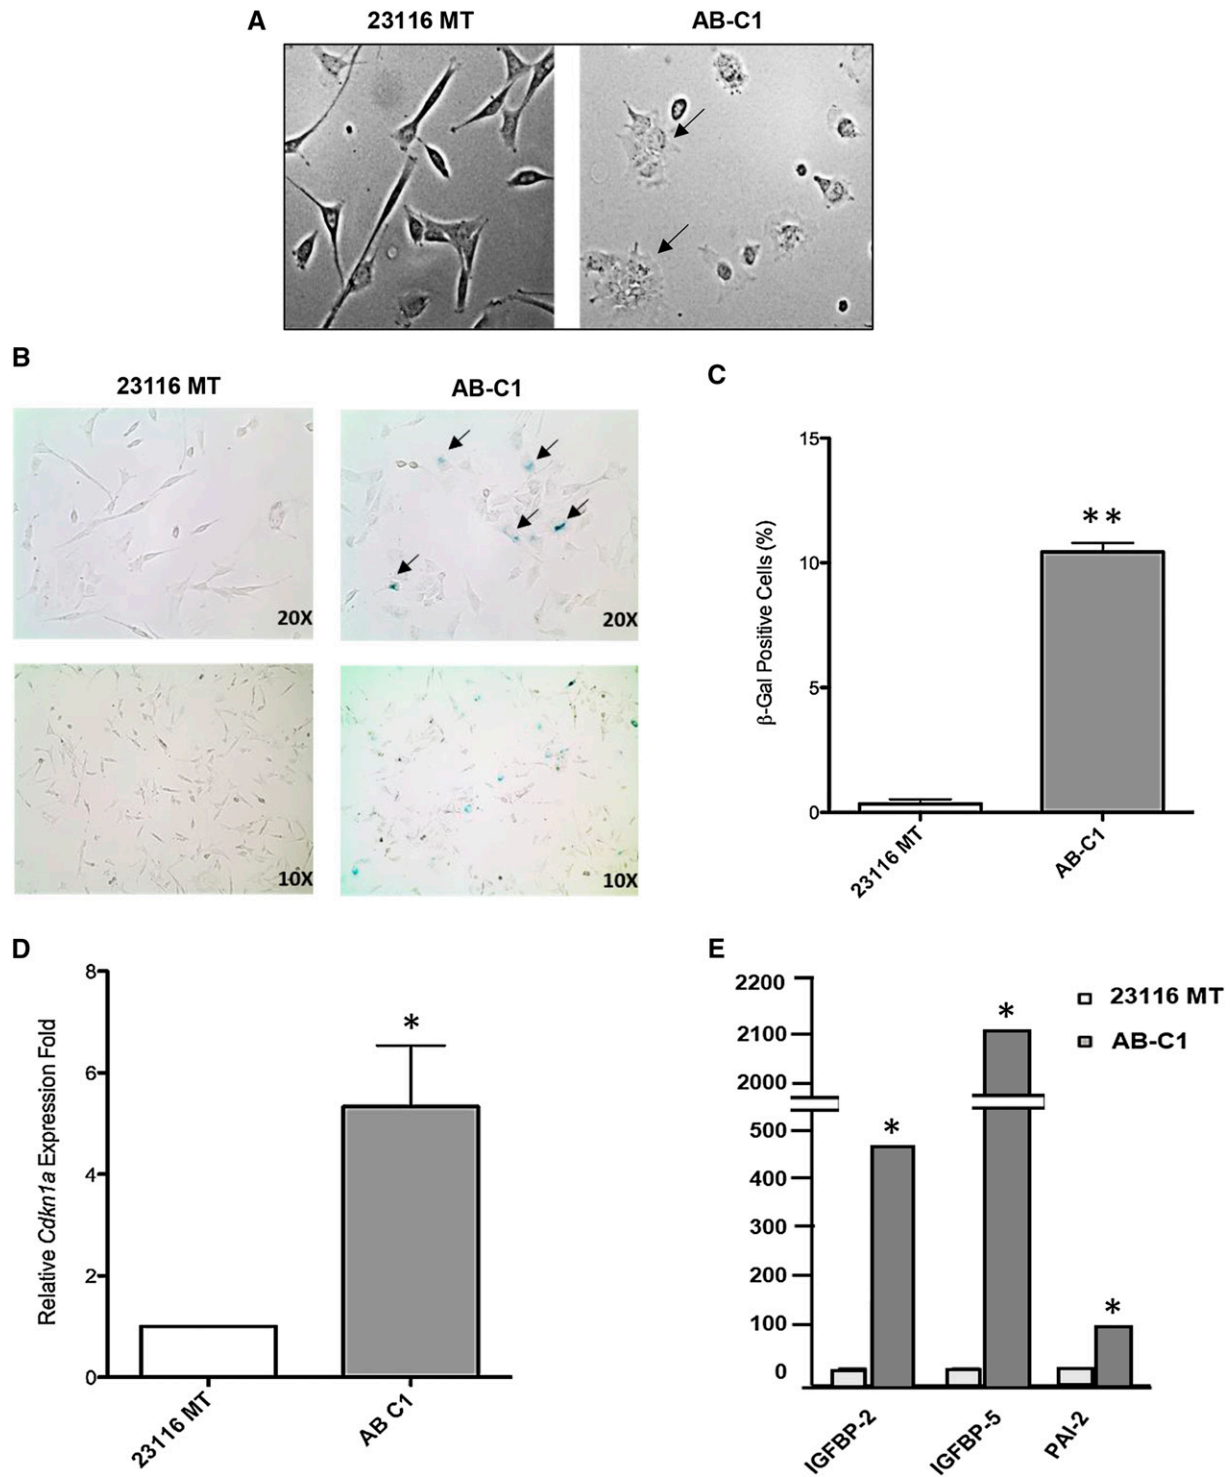 A
23116 MT
AB-C1
B
23116 MT
AB-C1
20X
20X
10X
10X
C
β-Gal Positive Cells (%)
15
10
5
0
**
23116 MT
AB-C1
D
Relative Cdkn1a Expression Fold
8
6
4
2
0
*
23116 MT
AB C1
E
2200
2100
2000
500
400
300
200
100
0
*
*
*
23116 MT
AB-C1
IGFBP-2
IGFBP-5
PAI-2